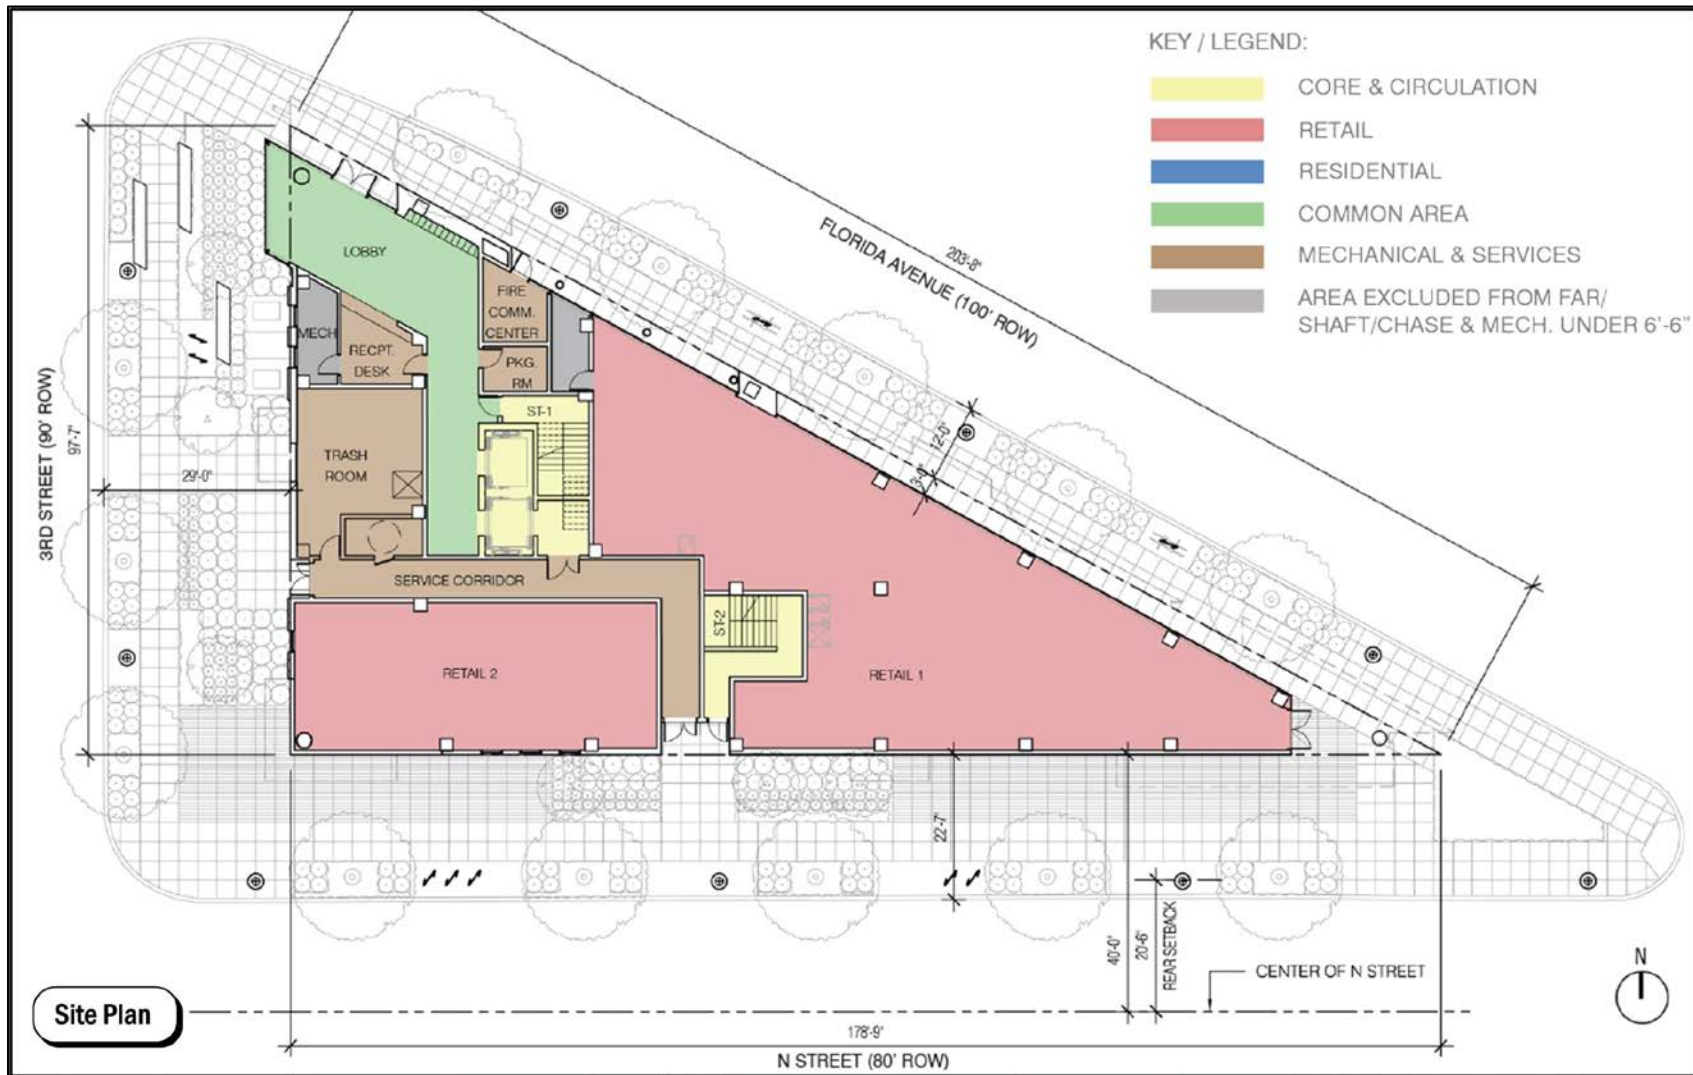 KEY / LEGEND:
CORE & CIRCULATION
RETAIL
RESIDENTIAL
COMMON AREA
MECHANICAL & SERVICES
AREA EXCLUDED FROM FAR/
SHAFT/CHASE & MECH. UNDER 6'-6"
203'-8"
FLORIDA AVENUE (100' ROW)
LOBBY
FIRE
COMM.
CENTER
MECH
RECPT.
DESK
PKG.
RM
ST-1
3RD STREET (90' ROW)
97'-7"
12'-0"
3'-0"
TRASH
ROOM
29'-0"
SERVICE CORRIDOR
ST-2
RETAIL 2
RETAIL 1
22'-7"
40'-0"
20'-6"
REAR SETBACK
CENTER OF N STREET
N
Site Plan
178'-9"
N STREET (80' ROW)